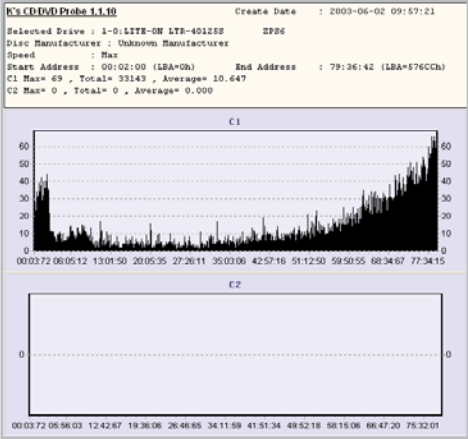 K's CD-DVD Probe 1.1.10 Create Date : 2003-06-02 09:57:21
Selected Drive : 1-0:LITE-ON LTR-40125S ZPS6
Disc Manufacturer : Unknown Manufacturer
Speed : Max
Start Address : 00:02:00 (LBA=0h) End Address : 79:36:42 (LBA=576CCh)
C1 Max= 69 , Total= 33143 , Average= 10.647
C2 Max= 0 , Total= 0 , Average= 0.000
C1
60 60
50 50
40 40
30 30
20 20
10 10
0 0
00:03:72 06:05:12 13:01:50 20:05:35 27:26:11 35:03:06 42:57:16 51:12:50 59:50:55 68:34:67 77:34:15
C2
0 0
00:03:72 05:56:03 12:42:67 19:36:06 26:46:65 34:11:59 41:51:34 49:52:18 58:15:06 66:47:20 75:32:01